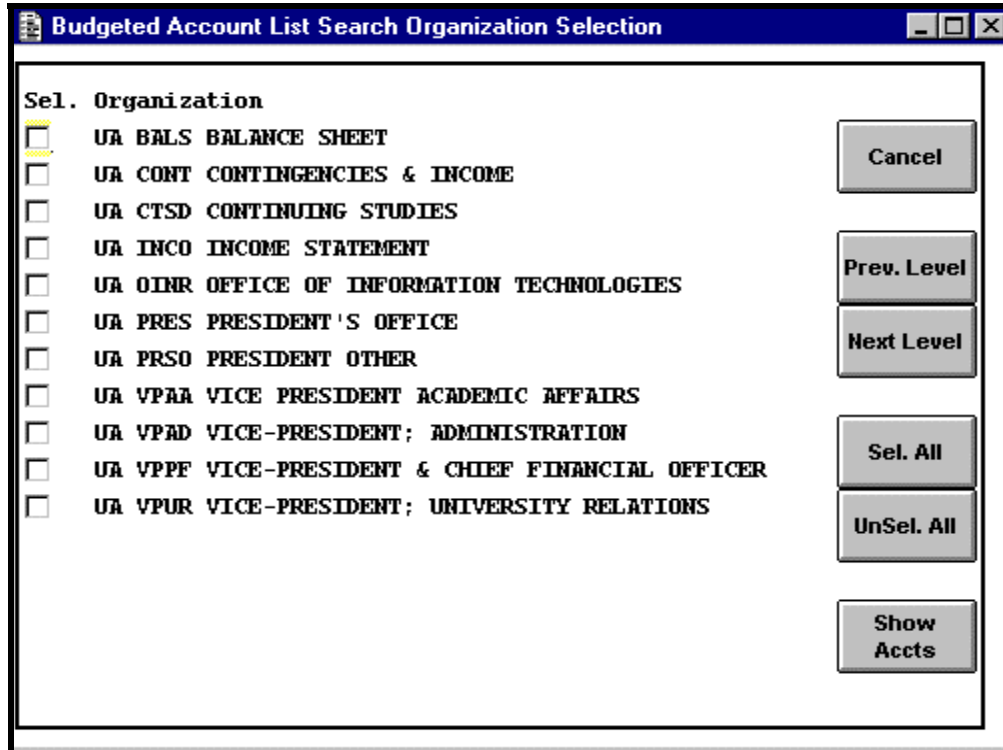 Budgeted Account List Search Organization Selection
Sel. Organization
UA BALS BALANCE SHEET
UA CONT CONTINGENCIES & INCOME
UA CTSD CONTINUING STUDIES
UA INCO INCOME STATEMENT
UA OINR OFFICE OF INFORMATION TECHNOLOGIES
UA PRES PRESIDENT'S OFFICE
UA PRSO PRESIDENT OTHER
UA VPAA VICE PRESIDENT ACADEMIC AFFAIRS
UA VPAD VICE-PRESIDENT; ADMINISTRATION
UA VPPF VICE-PRESIDENT & CHIEF FINANCIAL OFFICER
UA VPUR VICE-PRESIDENT; UNIVERSITY RELATIONS
Cancel
Prev. Level
Next Level
Sel. All
UnSel. All
Show
Accts